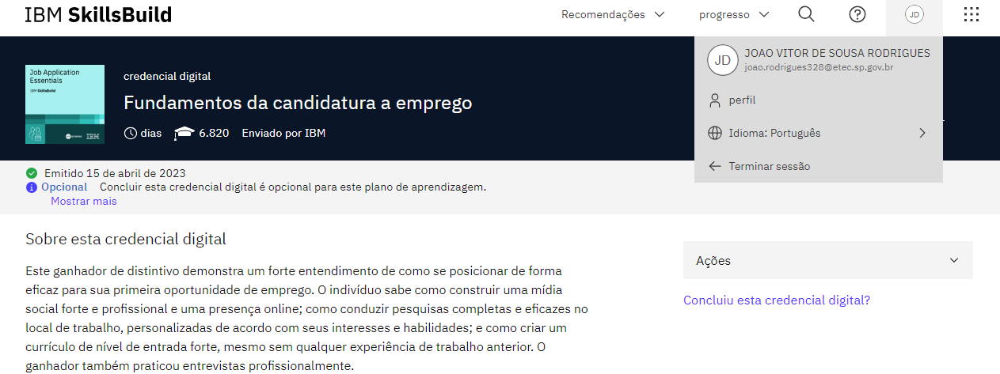 IBM SkillsBuild
Recomendações
progresso
JD
JD
JOAO VITOR DE SOUSA RODRIGUES
joao.rodrigues328@etec.sp.gov.br
perfil
Idioma: Português
Terminar sessão
Job Application
Essentials
IBM SkillsBuild
IBM
credencial digital
Fundamentos da candidatura a emprego
dias
6.820
Enviado por IBM
Emitido 15 de abril de 2023
Opcional Concluir esta credencial digital é opcional para este plano de aprendizagem.
Mostrar mais
Sobre esta credencial digital
Este ganhador de distintivo demonstra um forte entendimento de como se posicionar de forma
eficaz para sua primeira oportunidade de emprego. O indivíduo sabe como construir uma mídia
social forte e profissional e uma presença online; como conduzir pesquisas completas e eficazes no
local de trabalho, personalizadas de acordo com seus interesses e habilidades; e como criar um
currículo de nível de entrada forte, mesmo sem qualquer experiência de trabalho anterior. O
ganhador também praticou entrevistas profissionalmente.
Ações
Concluiu esta credencial digital?